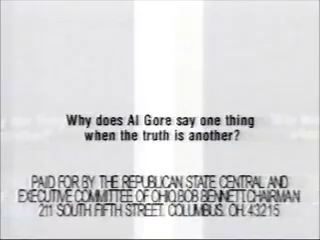 Why does Al Gore say one thing
when the truth is another?
PAID FOR BY THE REPUBLICAN STATE CENTRAL AND
EXECUTIVE COMMITTEE OF OHIO,BOB BENNETT,CHAIRMAN
211 SOUTH FIFTH STREET, COLUMBUS, OH. 43215